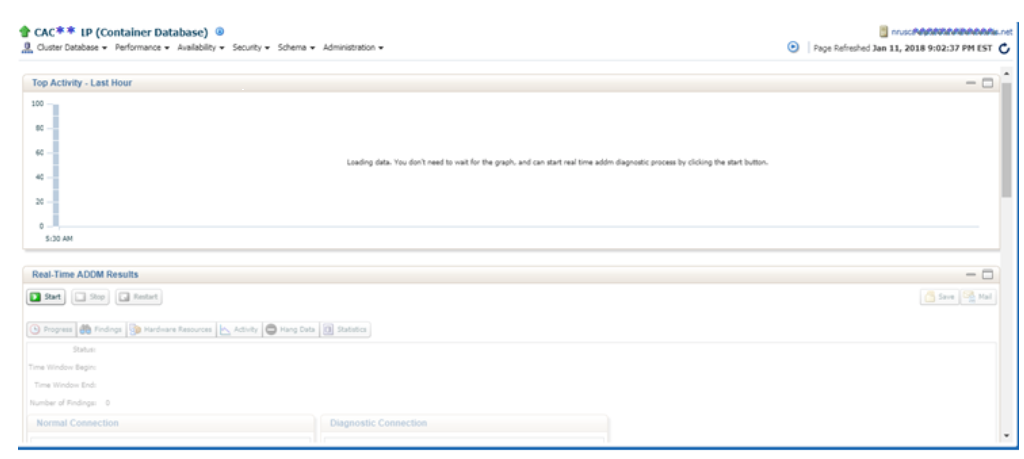 CAC** 1P (Container Database)
Cluster Database Performance Availability Security Schema Administration
Page Refreshed Jan 11, 2018 9:02:37 PM EST
Top Activity - Last Hour
100
80
60
40
20
0
Loading data. You don't need to wait for the graph, and can start real time addm diagnostic process by clicking the start button.
5:30 AM
Real-Time ADDM Results
Start Stop Restart Save Mail
Progress Findings Hardware Resources Activity Hang Data Statistics
Status:
Time Window Begin:
Time Window End:
Number of Findings: 0
Normal Connection Diagnostic Connection